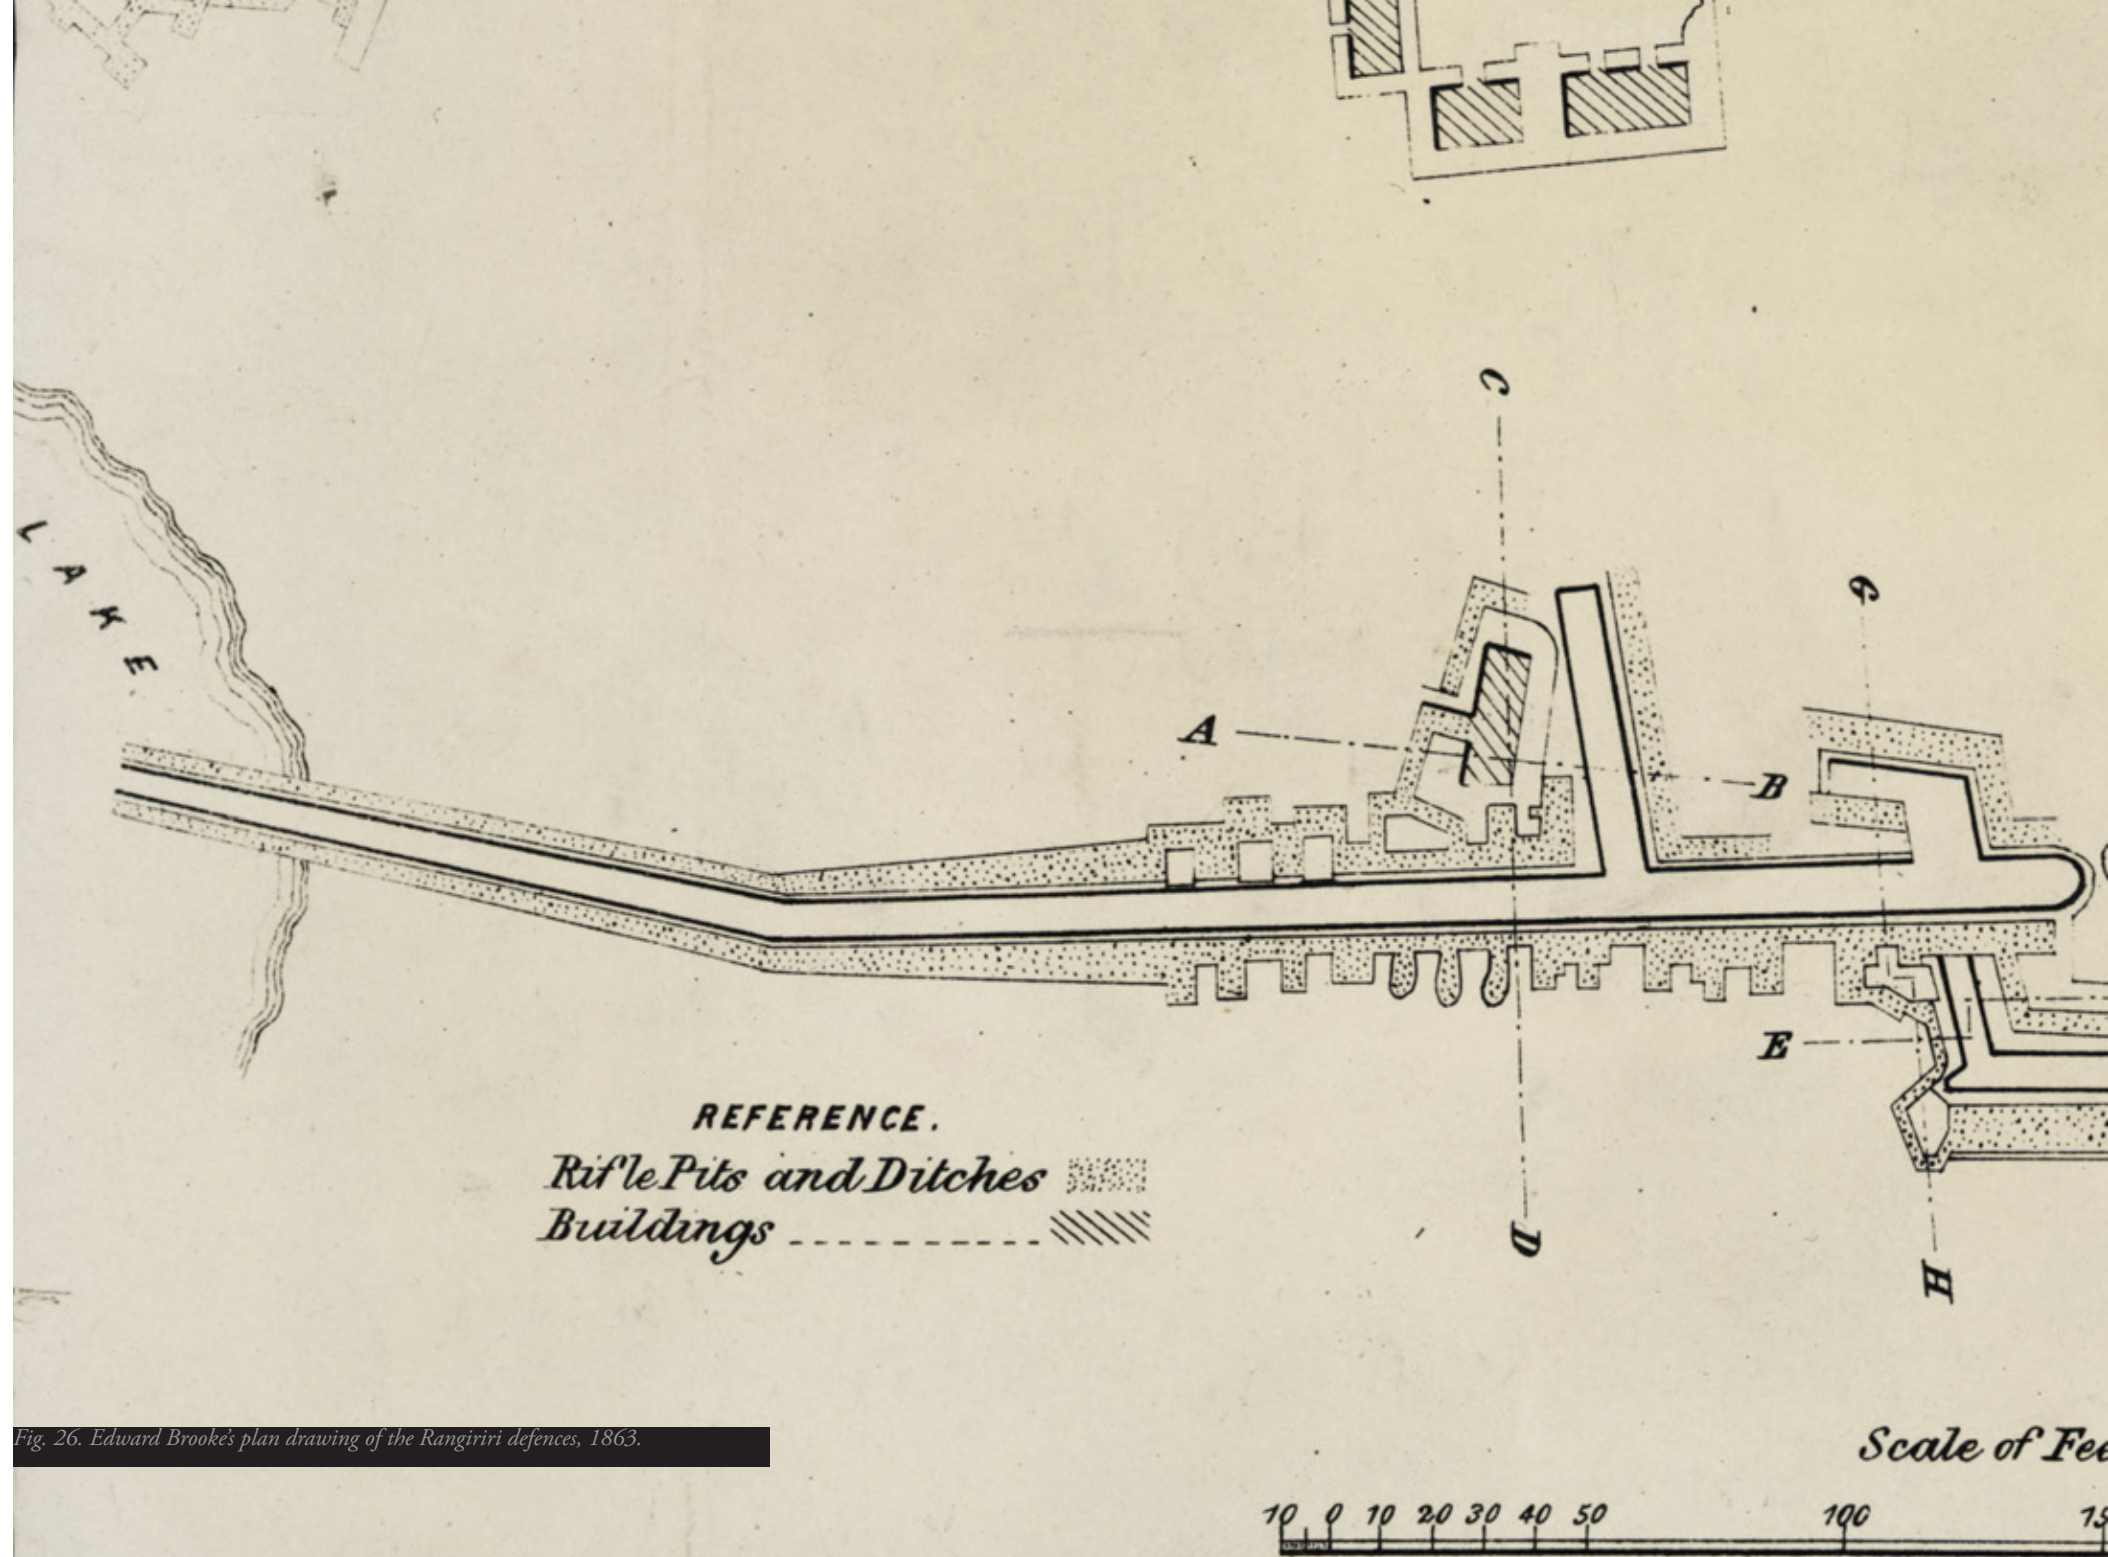 C
G
LAKE
A
B
E
REFERENCE.
Rifle Pits and Ditches
Buildings
D
H
Fig. 26. Edward Brooke's plan drawing of the Rangiriri defences, 1863.
Scale of
10 0 10 20 30 40 50 100